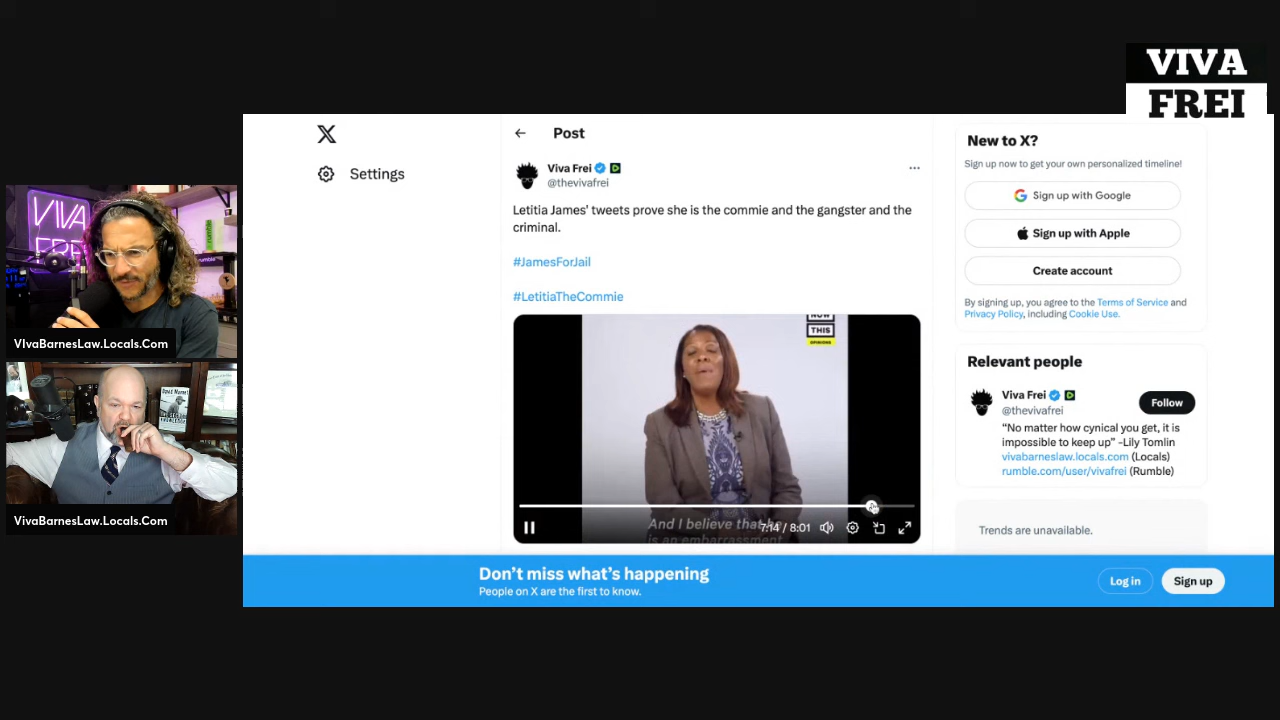 VIVA
FREI
Post
New to X?
Viva Frei
@thevivafrei
Sign up now to get your own personalized timeline!
Settings
Sign up with Google
Letitia James' tweets prove she is the commie and the gangster and the
criminal.
Sign up with Apple
#JamesForJail
Create account
#LetitiaTheCommie
By signing up, you agree to the Terms of Service and
Privacy Policy, including Cookie Use.
VIVA
FREI
NOW
THIS
OPINIONS
VIvaBarnesLaw.Locals.Com
Relevant people
Viva Frei
@thevivafrei
Follow
“No matter how cynical you get, it is
impossible to keep up” -Lily Tomlin
vivabarneslaw.locals.com (Locals)
rumble.com/user/vivafrei (Rumble)
And I believe that he
is an embarrassment
7:14 / 8:01
VivaBarnesLaw.Locals.Com
Trends are unavailable.
Don’t miss what’s happening
People on X are the first to know.
Log in
Sign up